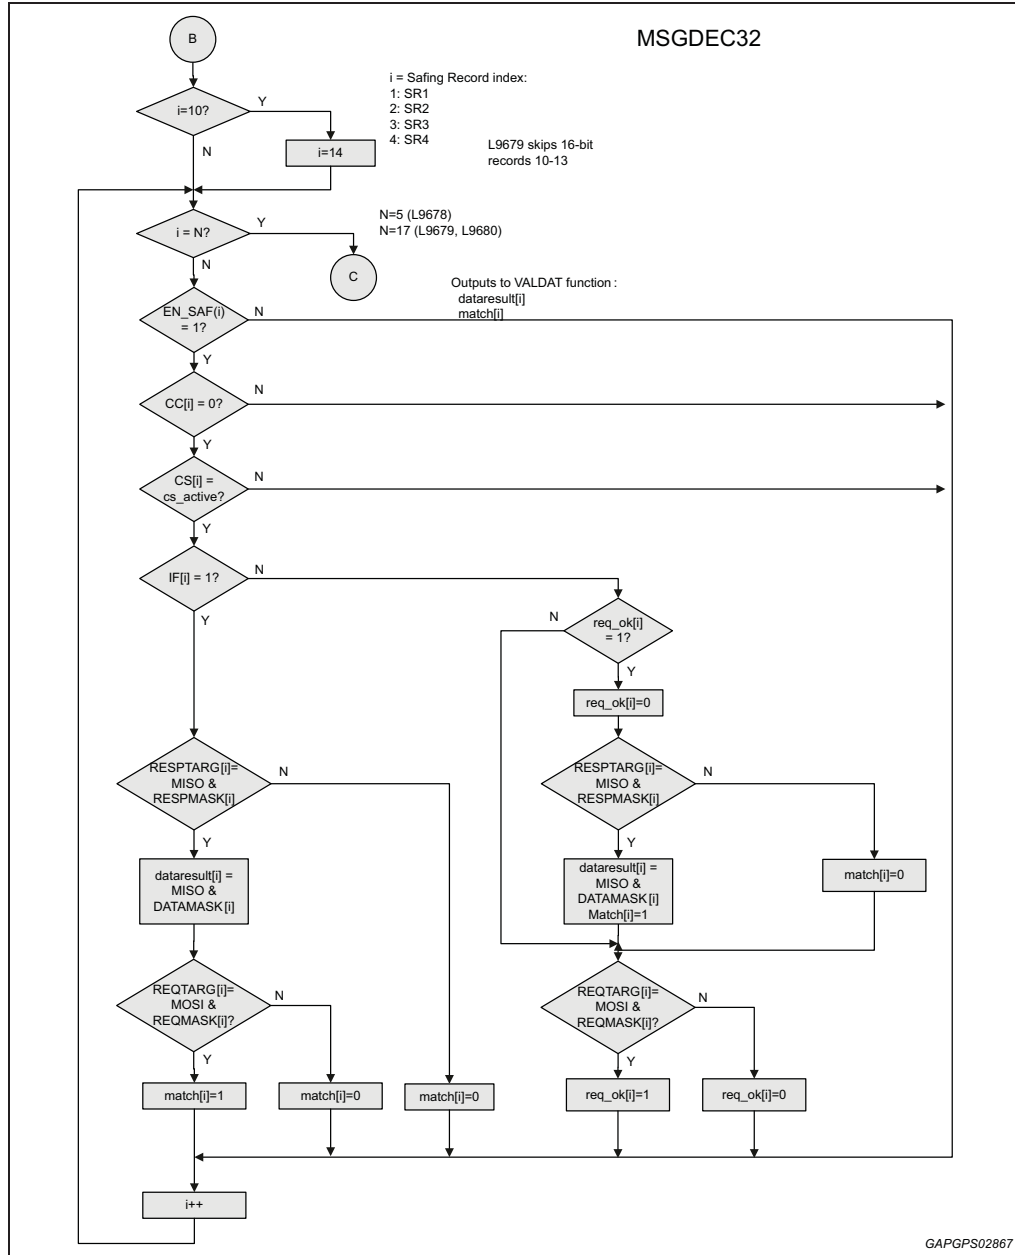 MSGDEC32
B
i = Safing Record index:
1: SR1
2: SR2
3: SR3
4: SR4
i=10?
Y
N
i=14
L9679 skips 16-bit
records 10-13
i = N?
Y
N
N=5 (L9678)
N=17 (L9679, L9680)
C
Outputs to VALDAT function :
dataresult[i]
match[i]
EN_SAF(i)
= 1?
N
Y
CC[i] = 0?
N
Y
CS[i] =
cs_active?
N
Y
IF[i] = 1?
N
Y
req_ok[i]
= 1?
N
Y
req_ok[i]=0
RESPTARG[i]=
MISO &
RESPMASK[i]
N
Y
RESPTARG[i]=
MISO &
RESPMASK[i]
N
Y
dataresult[i] =
MISO &
DATAMASK[i]
dataresult[i] =
MISO &
DATAMASK[i]
Match[i]=1
match[i]=0
REQTARG[i]=
MOSI &
REQMASK[i]?
N
Y
REQTARG[i]=
MOSI &
REQMASK[i]?
N
Y
match[i]=1
match[i]=0
match[i]=0
req_ok[i]=1
req_ok[i]=0
i++
GAPGPS02867